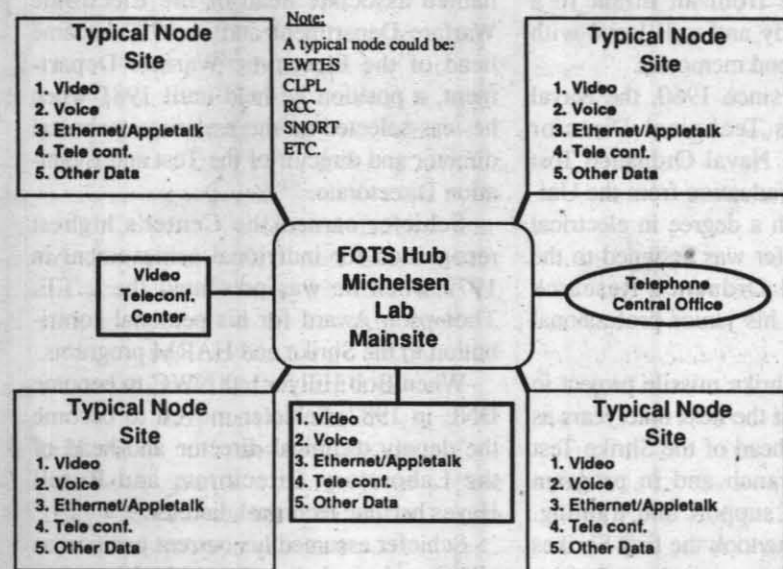 Typical Node
Site
1. Video
2. Voice
3. Ethernet/Appletalk
4. Tele conf.
5. Other Data
Note:
A typical node could be:
EWTES
LPL
RCC
SNORT
ETC.
Typical Node
Site
1. Video
2. Voice
3. Ethernet/Appletalk
4. Tele conf.
5. Other Data
Video
Teleconf.
Center
FOTS Hub
Michelsen
Lab
Mainsite
Telephone
Central Office
Typical Node
Site
1. Video
2. Voice
3. Ethernet/Appletalk
4. Tele conf.
5. Other Data
1. Video
2. Voice
3. Ethernet/Appletalk
4. Tele conf.
5. Other Data
Typical Node
Site
1. Video
2. Voice
3. Ethernet/Appletalk
4. Tele conf.
5. Other Data